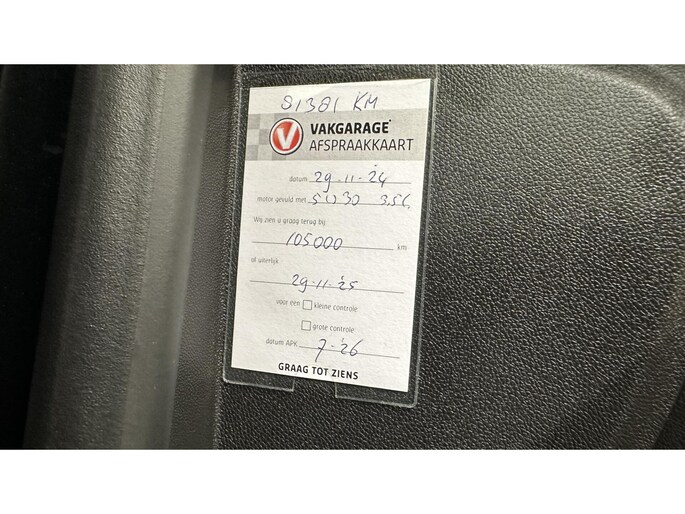 81381 KM
V VAKGARAGE
AFSPRAAKKAART
datum 29-11-'24
motor gevuld met 5W30 3.5L
Wij zien u graag terug bij
105000 km
of uiterlijk
29-11-'25
voor een kleine controle
grote controle
datum APK 7-'26
GRAAG TOT ZIENS